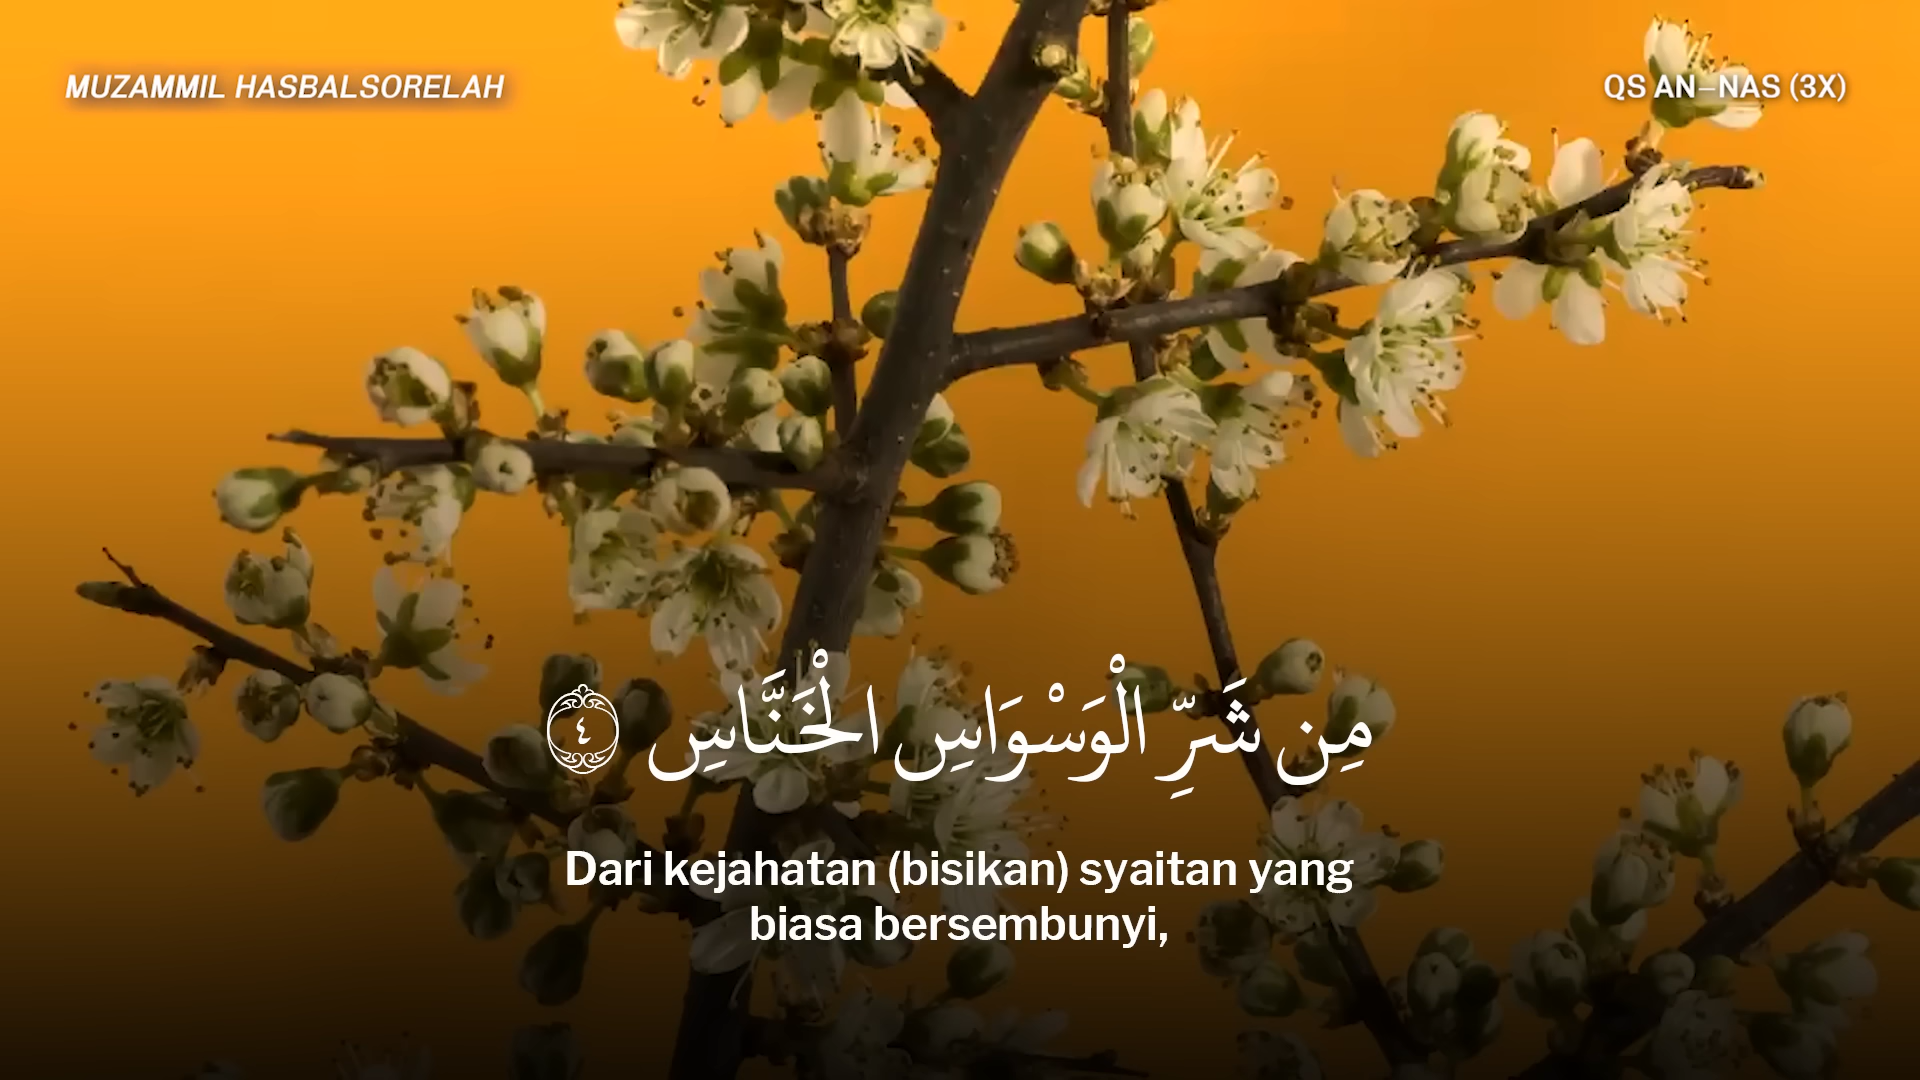 MUZAMMIL HASBALSORELAH
QS AN–NAS (3X)
مِن شَرِّ الْوَسْوَاسِ الْخَنَّاسِ ٤
Dari kejahatan (bisikan) syaitan yang
biasa bersembunyi,